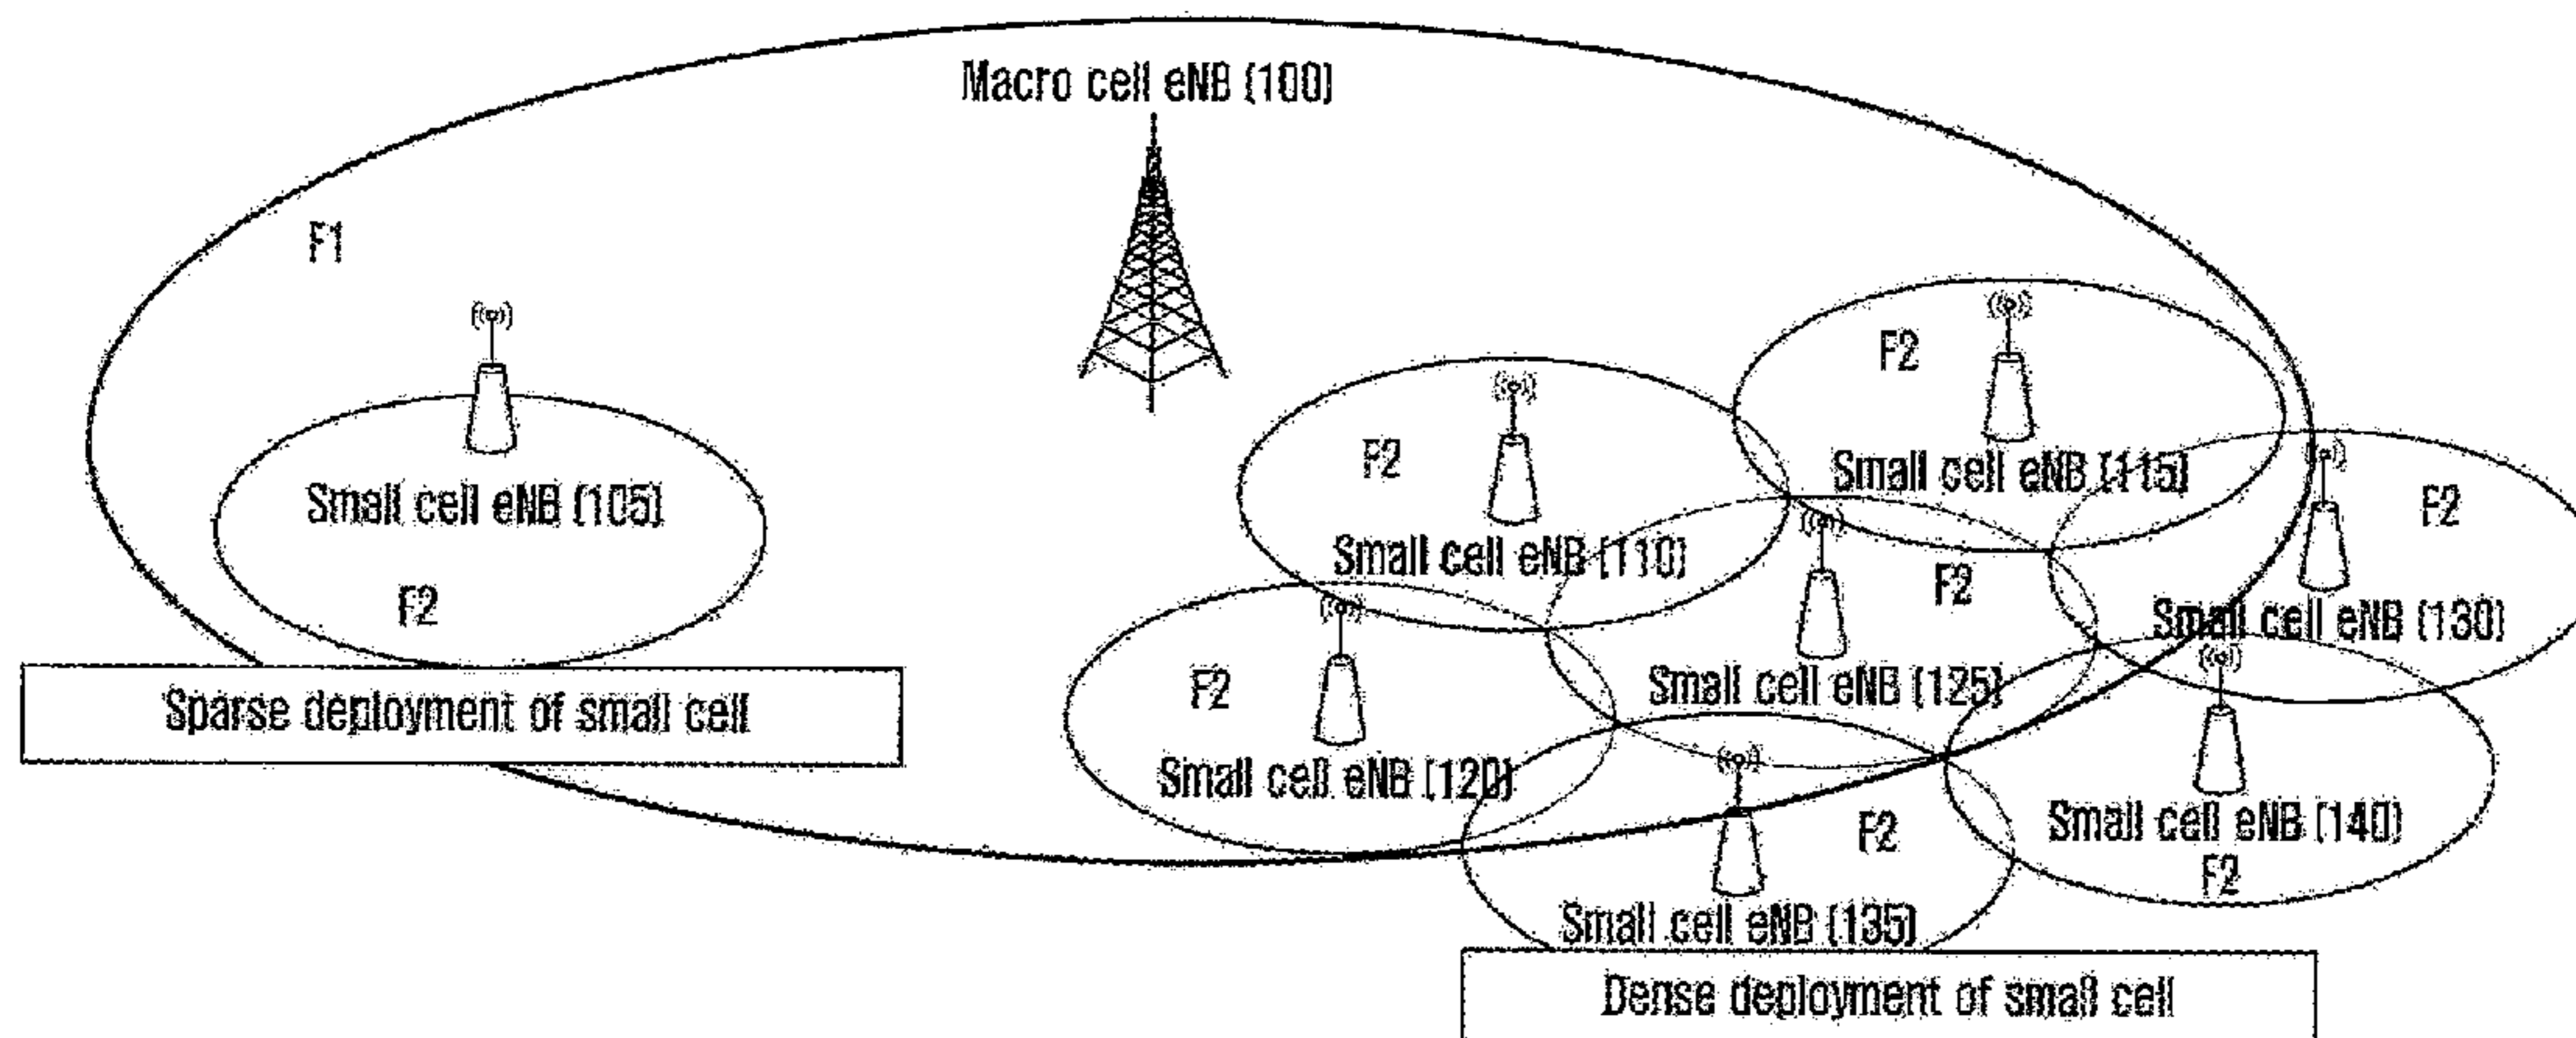 Macro cell eNB (100)
F1
F2
F2
Small cell eNB (115)
F2
Small cell eNB (105)
Small cell eNB (110)
F2
F2
F2
Small cell eNB (130)
Small cell eNB (125)
F2
Sparse deployment of small cell
Small cell eNB (120)
F2
Small cell eNB (140)
F2
Small cell eNB (135)
Dense deployment of small cell